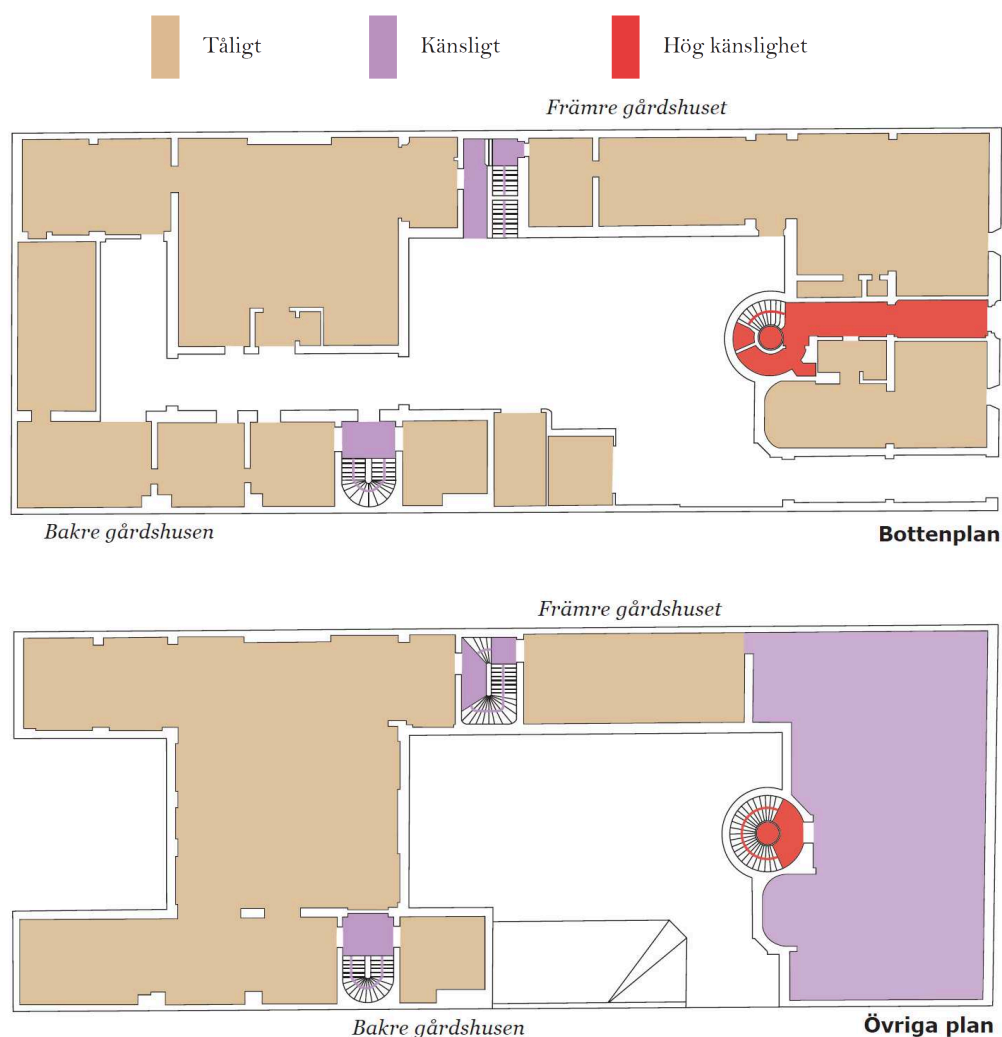 Tåligt
Känsligt
Hög känslighet
Främre gårdshuset
Bakre gårdshusen
Bottenplan
Främre gårdshuset
Bakre gårdshusen
Övriga plan